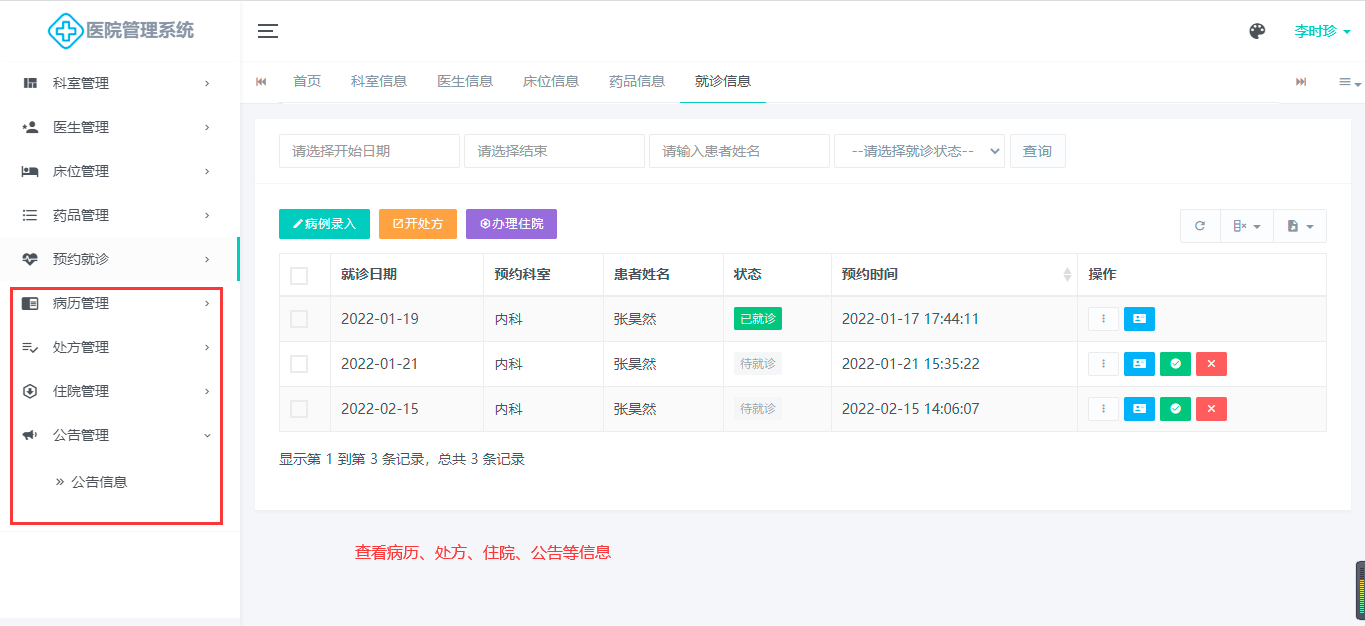 医院管理系统
李时珍
科室管理
医生管理
床位管理
药品管理
预约就诊
病历管理
处方管理
住院管理
公告管理
公告信息
首页 科室信息 医生信息 床位信息 药品信息 就诊信息
请选择开始日期 请选择结束 请输入患者姓名 --请选择就诊状态-- 查询
病例录入 开处方 办理住院
就诊日期 预约科室 患者姓名 状态 预约时间 操作
2022-01-19 内科 张昊然 已就诊 2022-01-17 17:44:11
2022-01-21 内科 张昊然 待就诊 2022-01-21 15:35:22
2022-02-15 内科 张昊然 待就诊 2022-02-15 14:06:07
显示第 1 到第 3 条记录，总共 3 条记录
查看病历、处方、住院、公告等信息